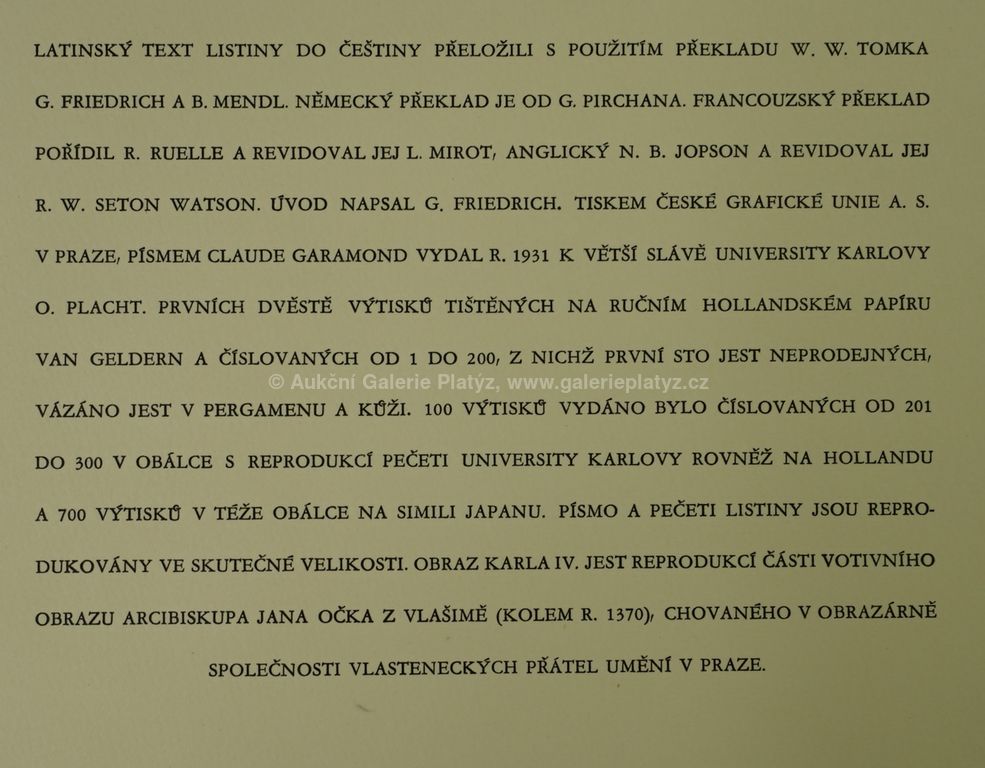 LATINSKÝ TEXT LISTINY DO ČEŠTINY PŘELOŽILI S POUŽITÍM PŘEKLADU W. W. TOMKA
G. FRIEDRICH A B. MENDL. NĚMECKÝ PŘEKLAD JE OD G. PIRCHANA. FRANCOUZSKÝ PŘEKLAD
POŘÍDIL R. RUELLE A REVIDOVAL JEJ L. MIROT, ANGLICKÝ N. B. JOPSON A REVIDOVAL JEJ
R. W. SETON WATSON. ÚVOD NAPSAL G. FRIEDRICH. TISKEM ČESKÉ GRAFICKÉ UNIE A. S.
V PRAZE, PÍSMEM CLAUDE GARAMOND VYDAL R. 1931 K VĚTŠÍ SLÁVĚ UNIVERSITY KARLOVY
O. PLACHT. PRVNÍCH DVĚSTĚ VÝTISKŮ TIŠTĚNÝCH NA RUČNÍM HOLLANDSKÉM PAPÍRU
VAN GELDERN A ČÍSLOVANÝCH OD 1 DO 200, Z NICHŽ PRVNÍ STO JEST NEPRODEJNÝCH,
© Aukční Galerie Platýz, www.galerieplatyz.cz
VÁZÁNO JEST V PERGAMENU A KŮŽI. 100 VÝTISKŮ VYDÁNO BYLO ČÍSLOVANÝCH OD 201
DO 300 V OBÁLCE S REPRODUKCÍ PEČETI UNIVERSITY KARLOVY ROVNĚŽ NA HOLLANDU
A 700 VÝTISKŮ V TÉŽE OBÁLCE NA SIMILI JAPANU. PÍSMO A PEČETI LISTINY JSOU REPRO-
DUKOVÁNY VE SKUTEČNÉ VELIKOSTI. OBRAZ KARLA IV. JEST REPRODUKCÍ ČÁSTI VOTIVNÍHO
OBRAZU ARCIBISKUPA JANA OČKA Z VLAŠIMĚ (KOLEM R. 1370), CHOVANÉHO V OBRAZÁRNĚ
SPOLEČNOSTI VLASTENECKÝCH PŘÁTEL UMĚNÍ V PRAZE.